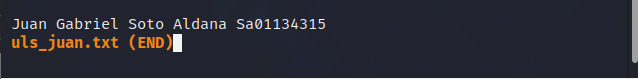 Juan Gabriel Soto Aldana Sa01134315
uls_juan.txt (END)